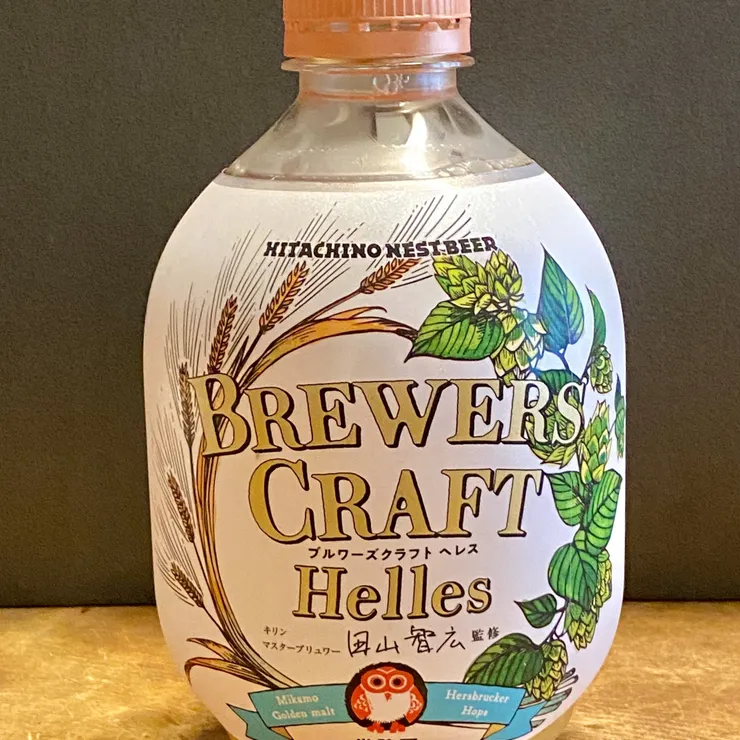 HITACHINO NEST BEER
BREWERS
CRAFT
ブルワーズクラフト ヘレス
Helles
キリン
マスターブリュワー 田山智広 監修
Mikamo
Golden malt
Hersbrucker
Hops